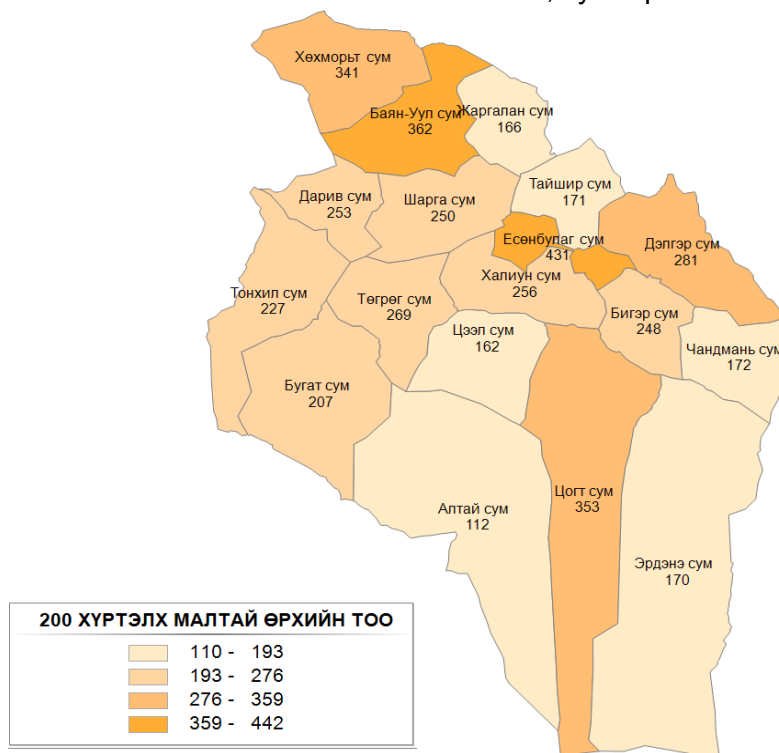 Хөхморьт сум
341
Баян-Уул сум
362
Жаргалан сум
166
Дарив сум
253
Шарга сум
250
Тайшир сум
171
Есөнбулаг сум
431
Дэлгэр сум
281
Тонхил сум
227
Төгрөг сум
269
Халиун сум
256
Бигэр сум
248
Цээл сум
162
Чандмань сум
172
Бугат сум
207
Алтай сум
112
Цогт сум
353
Эрдэнэ сум
170
200 ХҮРТЭЛХ МАЛТАЙ ӨРХИЙН ТОО
110 - 193
193 - 276
276 - 359
359 - 442